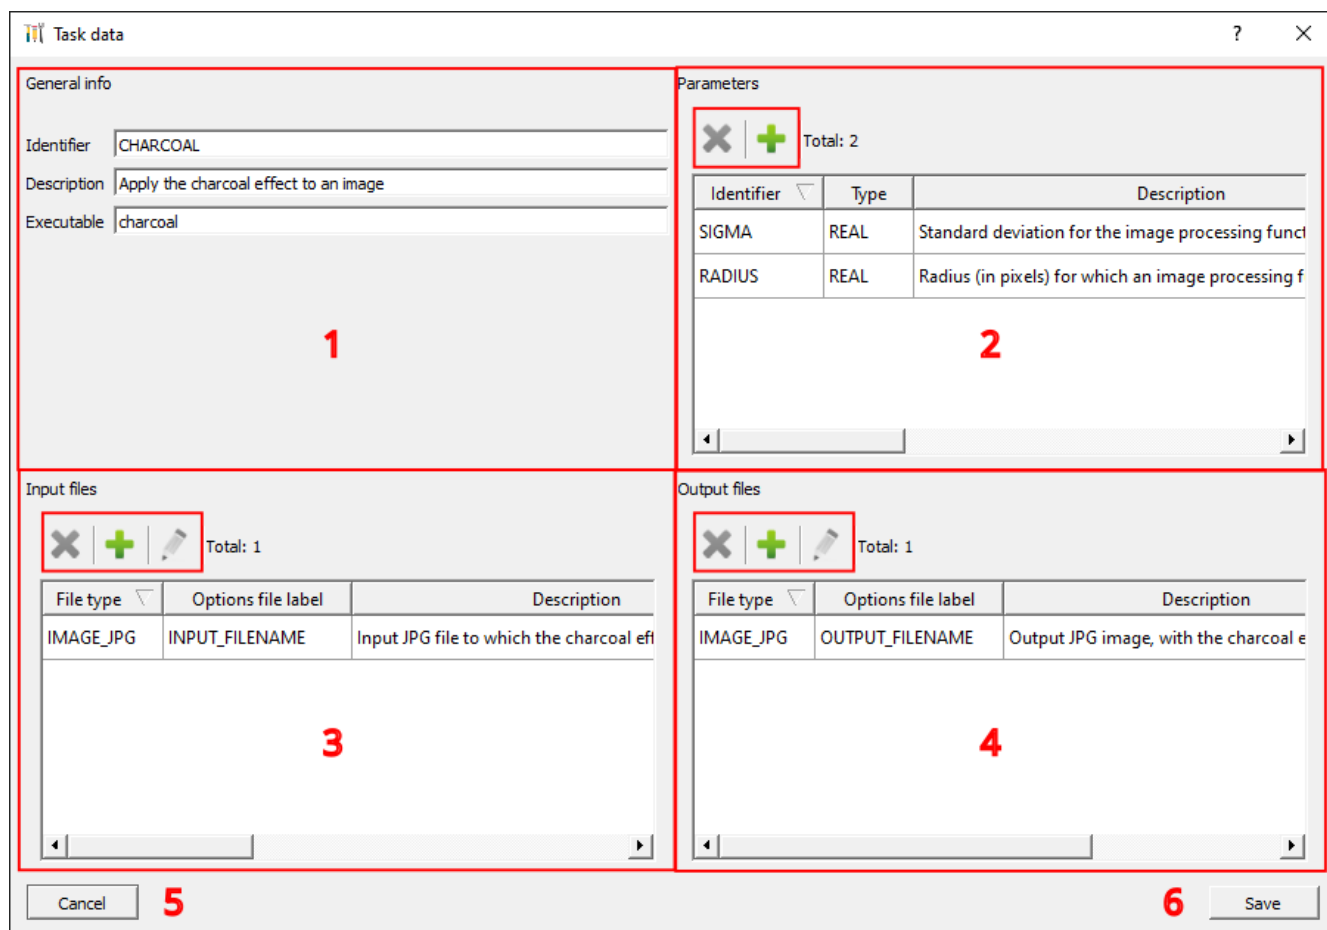 Task data
?
General info
Identifier CHARCOAL
Description Apply the charcoal effect to an image
Executable charcoal
1
Parameters
Total: 2
Identifier Type Description
SIGMA REAL Standard deviation for the image processing funct
RADIUS REAL Radius (in pixels) for which an image processing f
2
Input files
Total: 1
File type Options file label Description
IMAGE_JPG INPUT_FILENAME Input JPG file to which the charcoal eff
3
Output files
Total: 1
File type Options file label Description
IMAGE_JPG OUTPUT_FILENAME Output JPG image, with the charcoal e
4
Cancel 5
6 Save